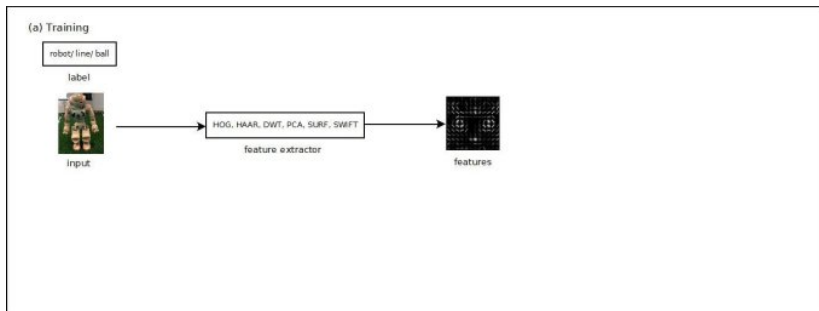 (a) Training
robot/ line/ ball
label
HOG, HAAR, DWT, PCA, SURF, SWIFT
feature extractor
input
features